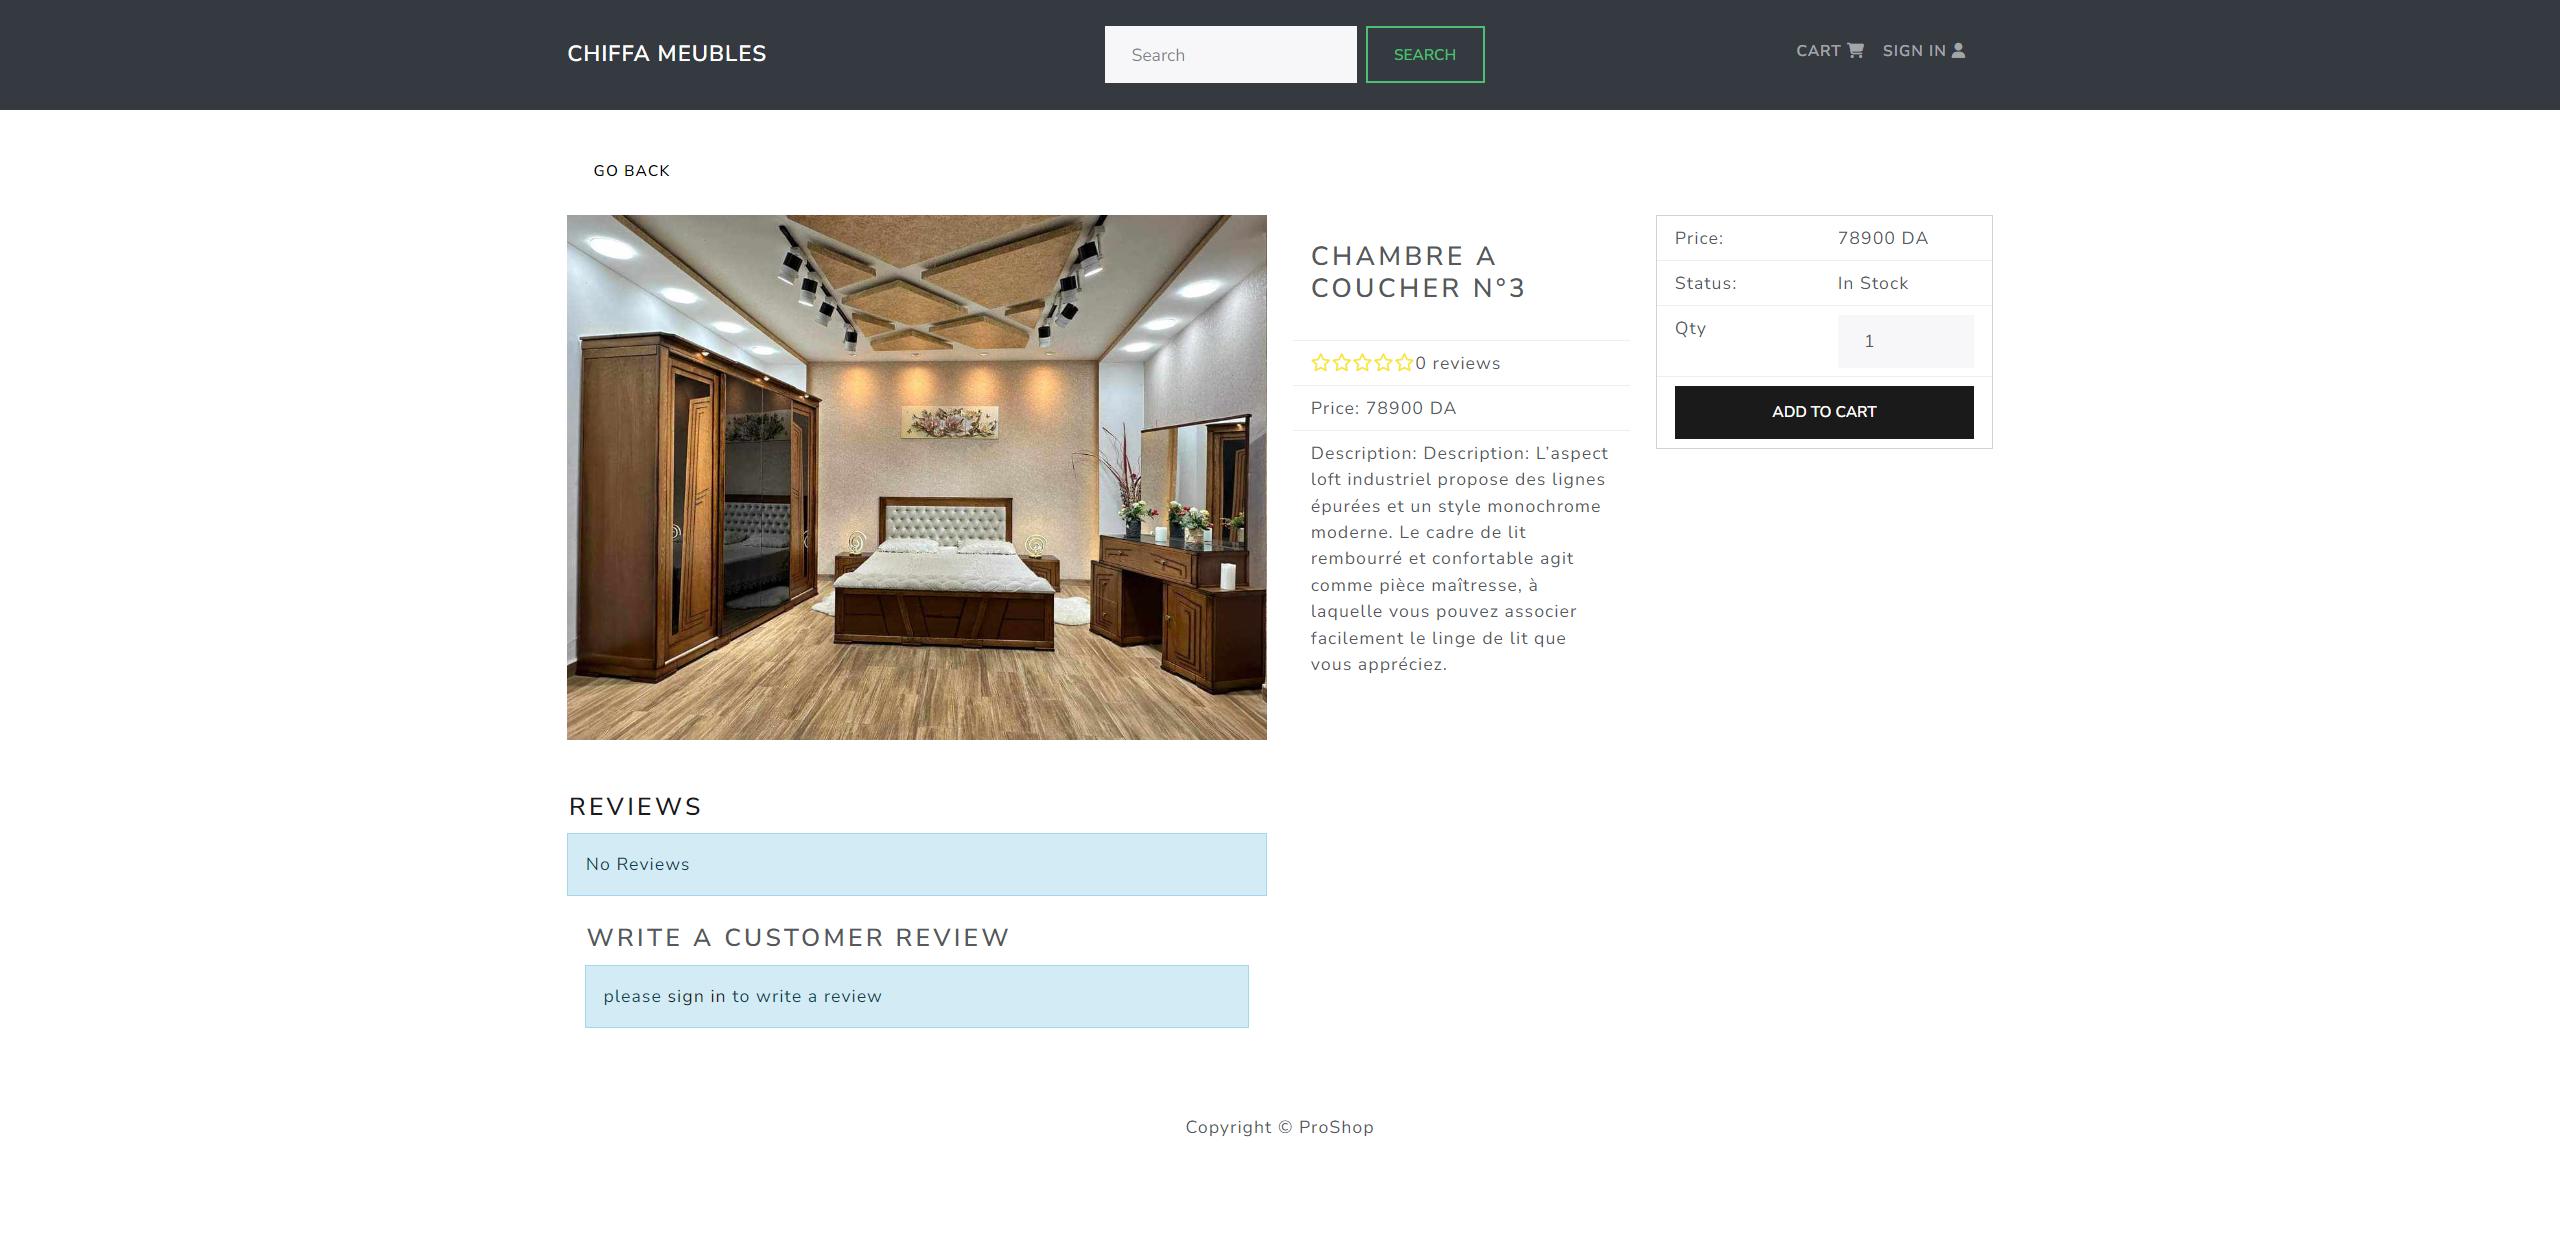 CHIFFA MEUBLES
Search
SEARCH
CART
SIGN IN
GO BACK
CHAMBRE A
COUCHER N°3
0 reviews
Price: 78900 DA
Description: Description: L’aspect
loft industriel propose des lignes
épurées et un style monochrome
moderne. Le cadre de lit
rembourré et confortable agit
comme pièce maîtresse, à
laquelle vous pouvez associer
facilement le linge de lit que
vous appréciez.
Price: 78900 DA
Status: In Stock
Qty 1
ADD TO CART
REVIEWS
No Reviews
WRITE A CUSTOMER REVIEW
please sign in to write a review
Copyright © ProShop